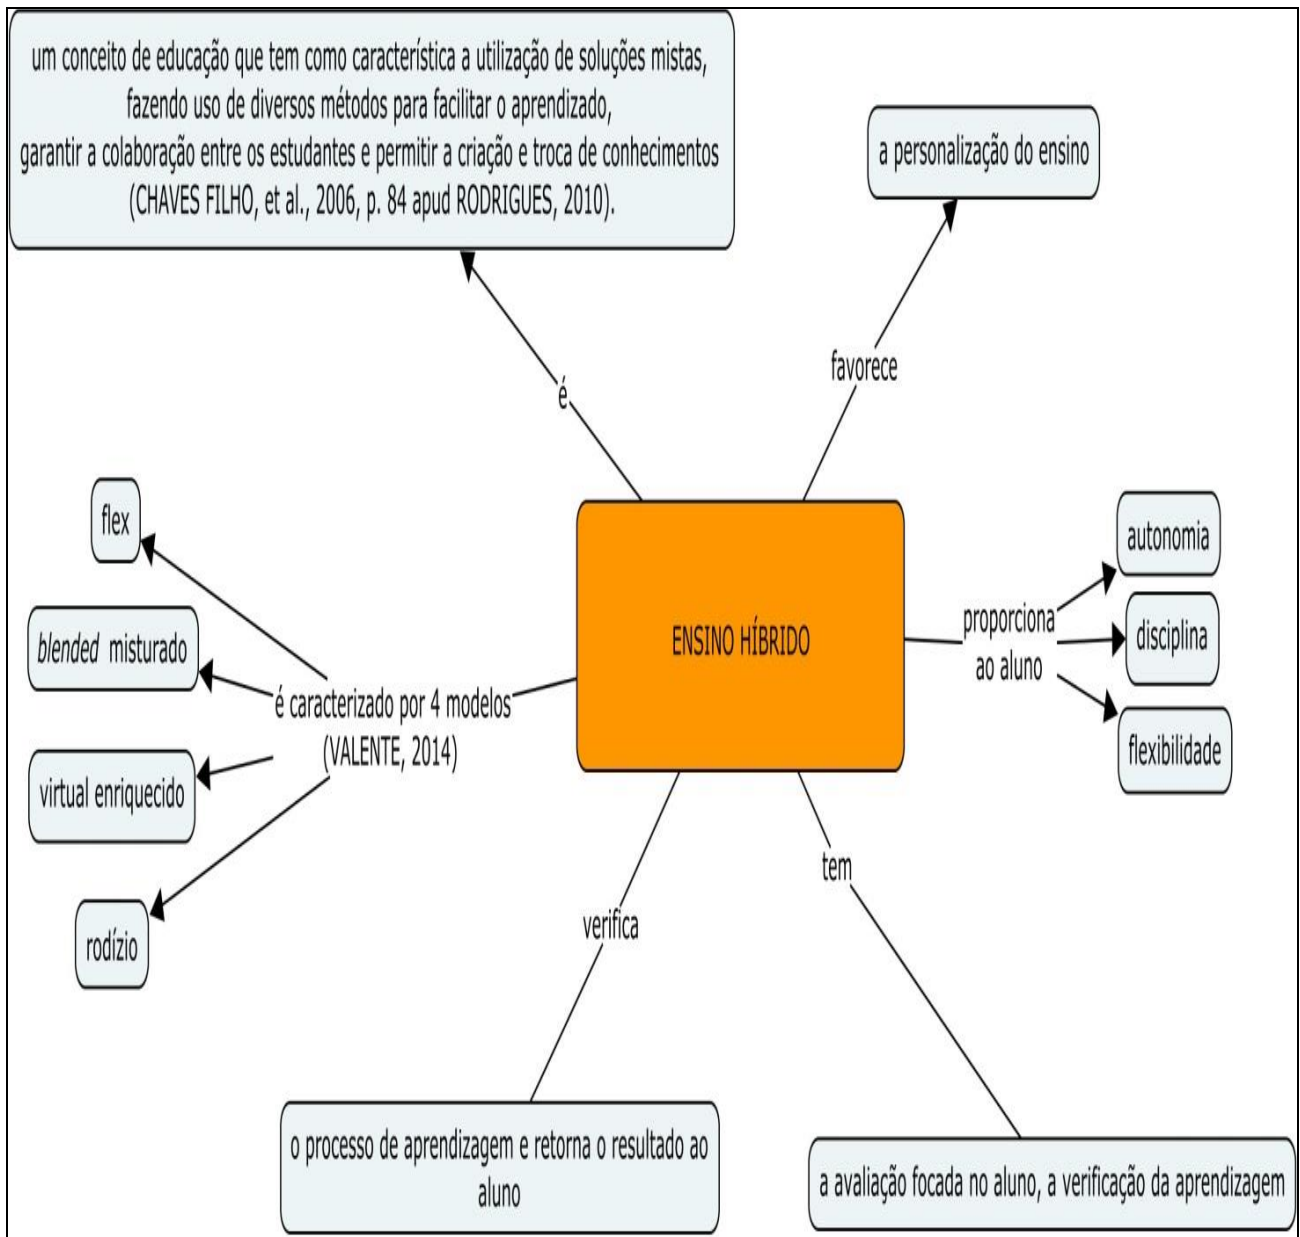 um conceito de educação que tem como característica a utilização de soluções mistas,
fazendo uso de diversos métodos para facilitar o aprendizado,
garantir a colaboração entre os estudantes e permitir a criação e troca de conhecimentos
(CHAVES FILHO, et al., 2006, p. 84 apud RODRIGUES, 2010).
a personalização do ensino
favorece
é
flex
autonomia
ENSINO HÍBRIDO
proporciona
ao aluno
disciplina
blended misturado
é caracterizado por 4 modelos
(VALENTE, 2014)
flexibilidade
virtual enriquecido
tem
verifica
rodízio
o processo de aprendizagem e retorna o resultado ao
aluno
a avaliação focada no aluno, a verificação da aprendizagem